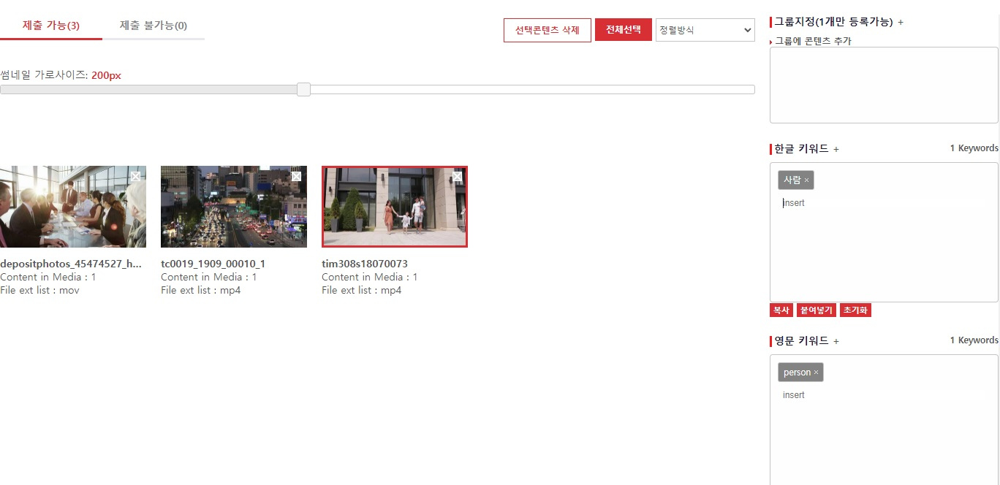 제출 가능(3)
제출 불가능(0)
선택콘텐츠 삭제
전체선택
정렬방식
썸네일 가로사이즈: 200px
depositphotos_45474527_h...
Content in Media : 1
File ext list : mov
tc0019_1909_00010_1
Content in Media : 1
File ext list : mp4
tim308s18070073
Content in Media : 1
File ext list : mp4
그룹지정(1개만 등록가능) +
그룹에 콘텐츠 추가
한글 키워드 +
1 Keywords
사람 ×
insert
복사
붙여넣기
초기화
영문 키워드 +
1 Keywords
person ×
insert